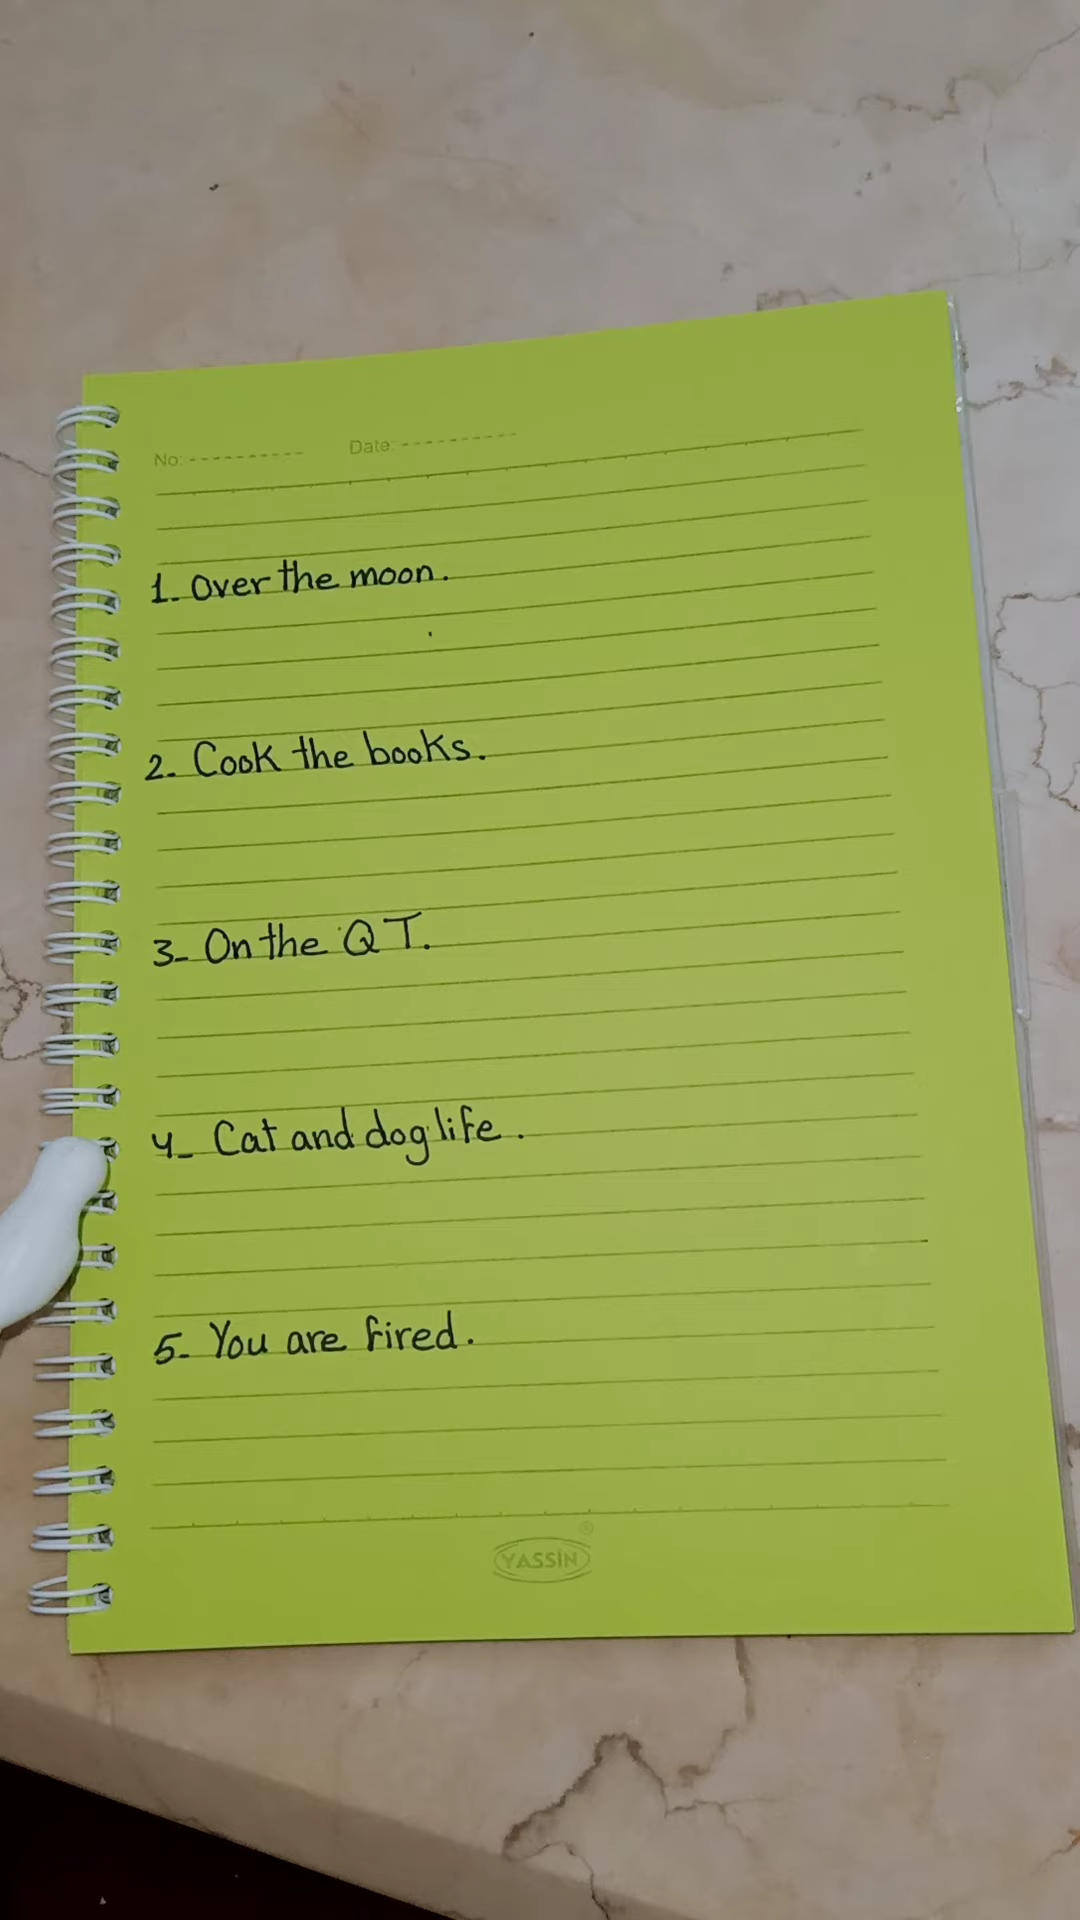 No: ---------- Date: ----------
1. Over the moon.
2. Cook the books.
3- On the QT.
4- Cat and dog life.
5- You are fired.
YASSİN ®